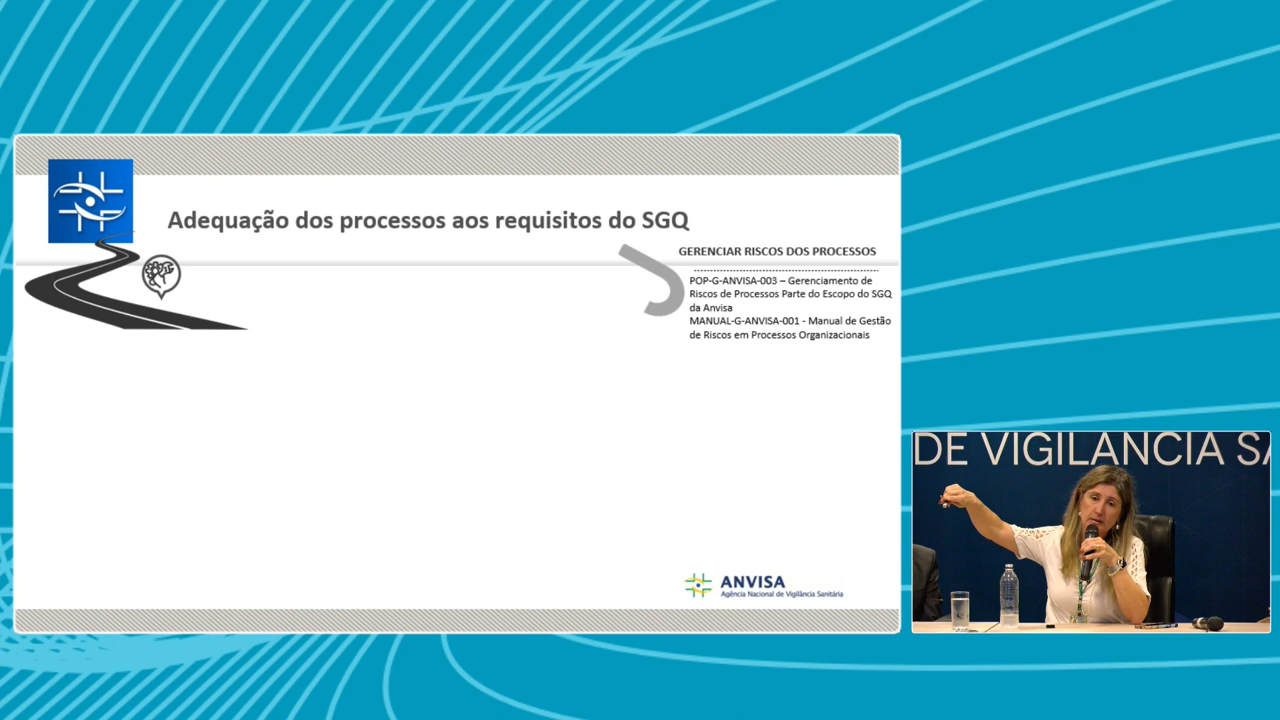 Adequação dos processos aos requisitos do SGQ
GERENCIAR RISCOS DOS PROCESSOS
POP-G-ANVISA-003 – Gerenciamento de
Riscos de Processos Parte do Escopo do SGQ
da Anvisa
MANUAL-G-ANVISA-001 - Manual de Gestão
de Riscos em Processos Organizacionais
ANVISA
Agência Nacional de Vigilância Sanitária
DE VIGILANCIA SA